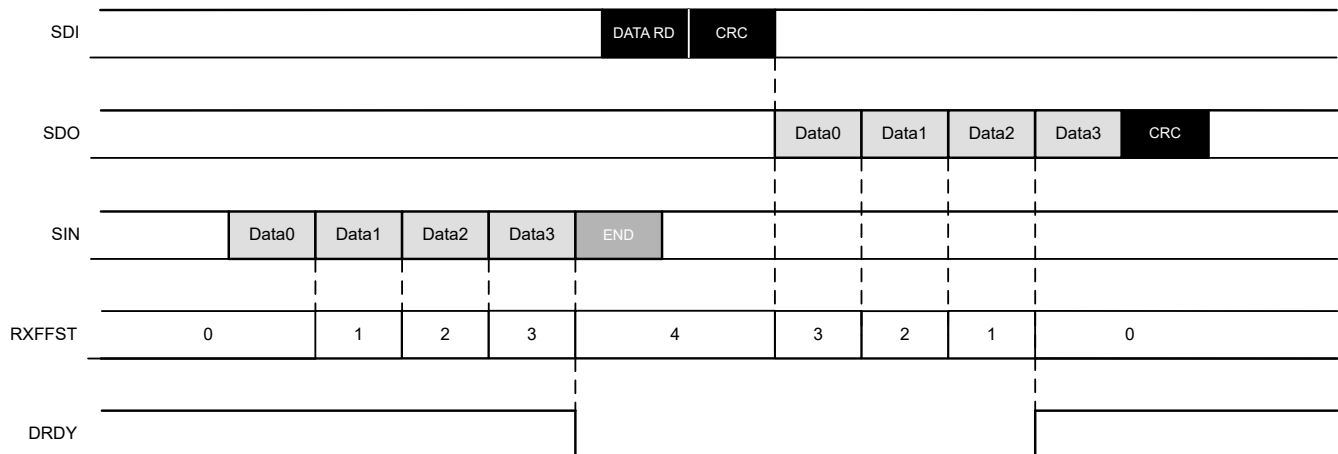 SDI DATA RD CRC
SDO Data0 Data1 Data2 Data3 CRC
SIN Data0 Data1 Data2 Data3 END
RXFFST 0 1 2 3 4 3 2 1 0
DRDY